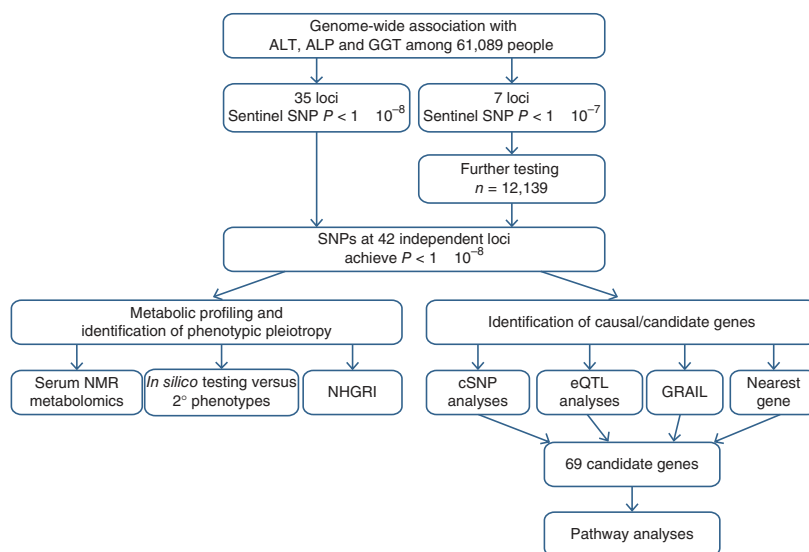 Genome-wide association with
ALT, ALP and GGT among 61,089 people
35 loci
Sentinel SNP P < 1 10⁻⁸
7 loci
Sentinel SNP P < 1 10⁻⁷
Further testing
n = 12,139
SNPs at 42 independent loci
achieve P < 1 10⁻⁸
Metabolic profiling and
identification of phenotypic pleiotropy
Identification of causal/candidate genes
Serum NMR
metabolomics
In silico testing versus
2° phenotypes
NHGRI
cSNP
analyses
eQTL
analyses
GRAIL
Nearest
gene
69 candidate genes
Pathway analyses